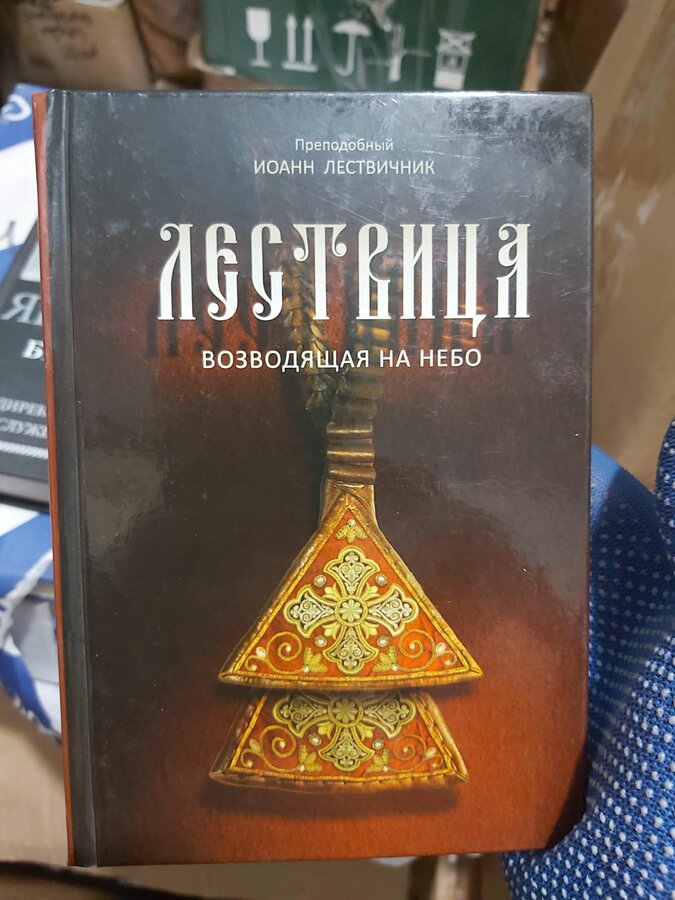 Преподобный
ИОАНН ЛЕСТВИЧНИК
ЛЕСТВИЦА
ВОЗВОДЯЩАЯ НА НЕБО